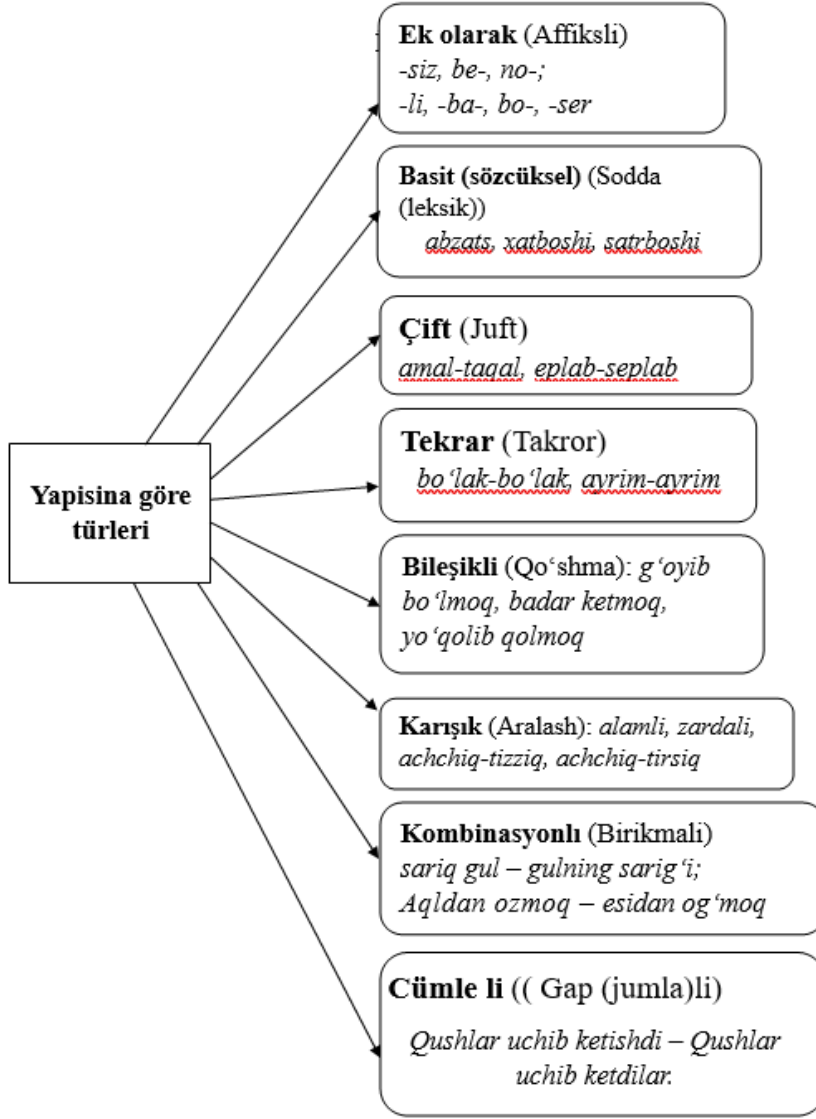 Ek olarak (Affiksli)
-siz, be-, no-;
-li, -ba-, bo-, -ser
Basit (sözcüksel) (Sodda
(leksik))
abzats, xatboshi, satrboshi
Çift (Juft)
amal-taqal, eplab-seplab
Tekrar (Takror)
bo‘lak-bo‘lak, ayrim-ayrim
Yapisina göre
türleri
Bileşikli (Qo‘shma): g‘oyib
bo‘lmoq, badar ketmoq,
yo‘qolib qolmoq
Karışık (Aralash): alamli, zardali,
achchiq-tizziq, achchiq-tirsiq
Kombinasyonlı (Birikmali)
sariq gul – gulning sarig‘i;
Aqldan ozmoq – esidan og‘moq
Cümle li (( Gap (jumla)li)
Qushlar uchib ketishdi – Qushlar
uchib ketdilar.